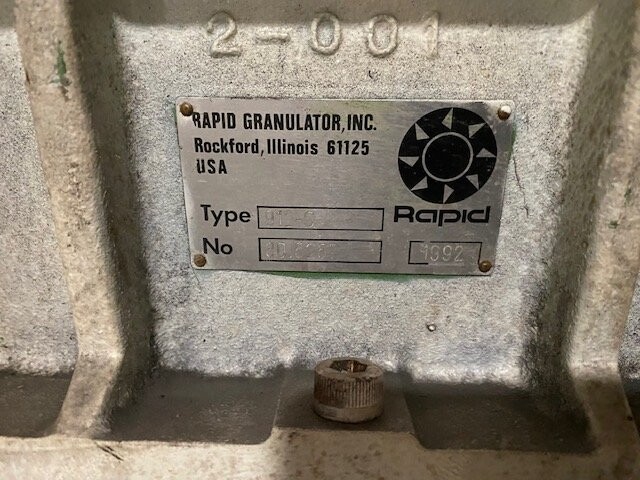 2-001
RAPID GRANULATOR, INC.
Rockford, Illinois 61125
USA
Rapid
Type
No
1992